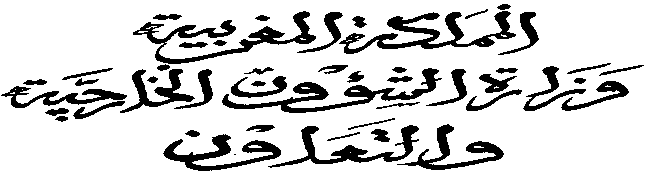 المملكة المغربية
وزارة الشؤون الخارجية
والتعاون